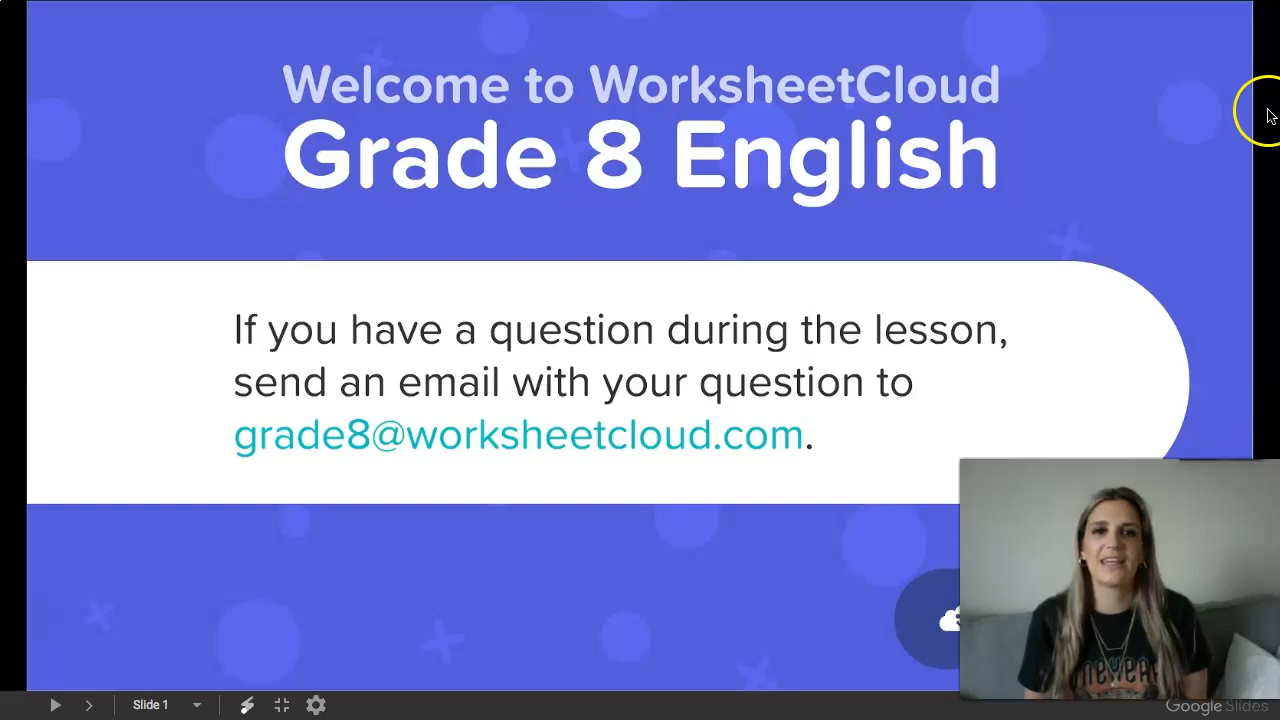 Welcome to WorksheetCloud
Grade 8 English
If you have a question during the lesson,
send an email with your question to
grade8@worksheetcloud.com.
Slide 1
Google Slides